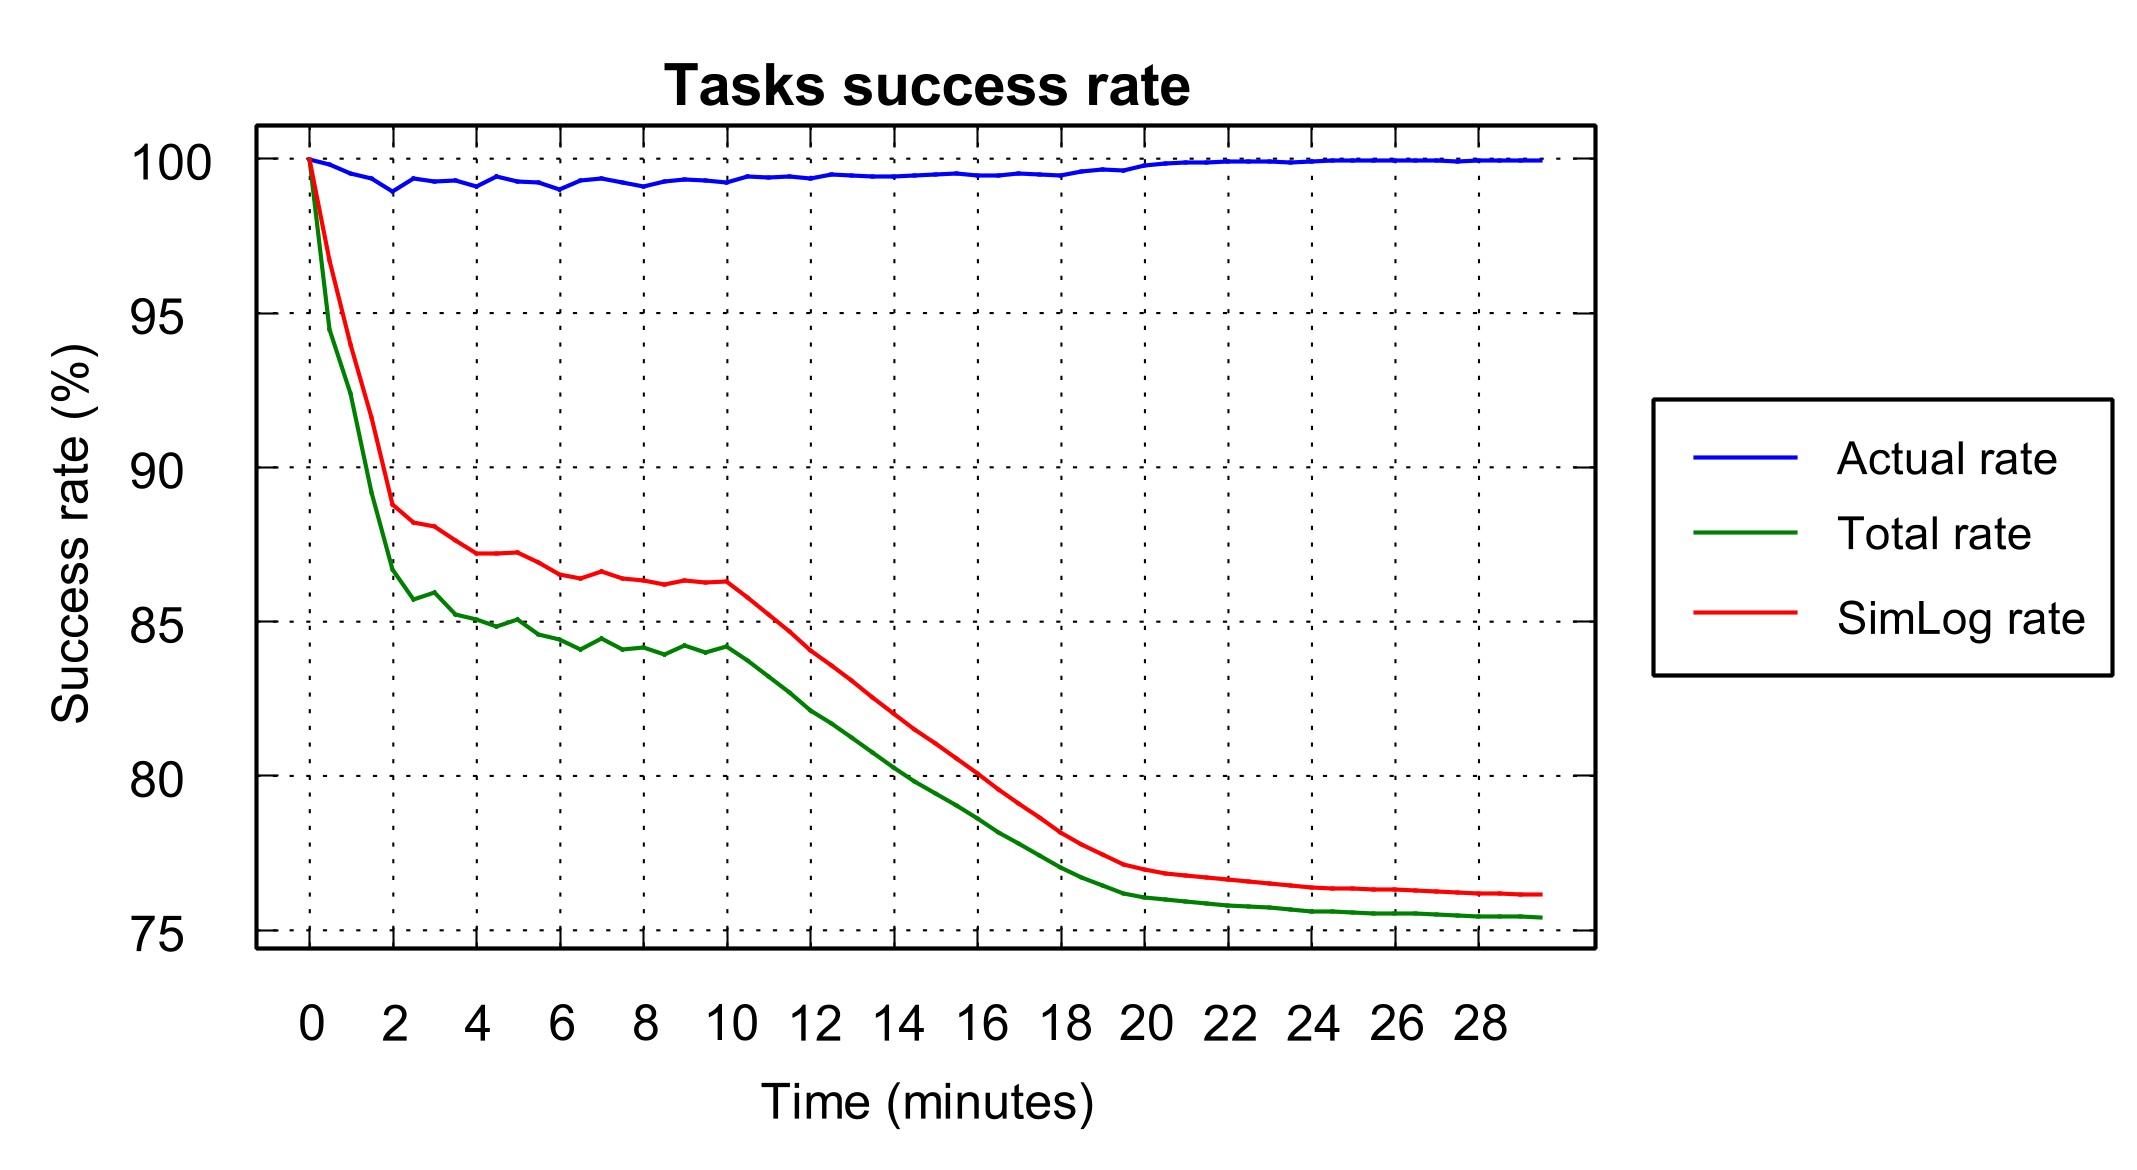 Tasks success rate
100
95
90
85
80
75
Success rate (%)
0 2 4 6 8 10 12 14 16 18 20 22 24 26 28
Time (minutes)
Actual rate
Total rate
SimLog rate